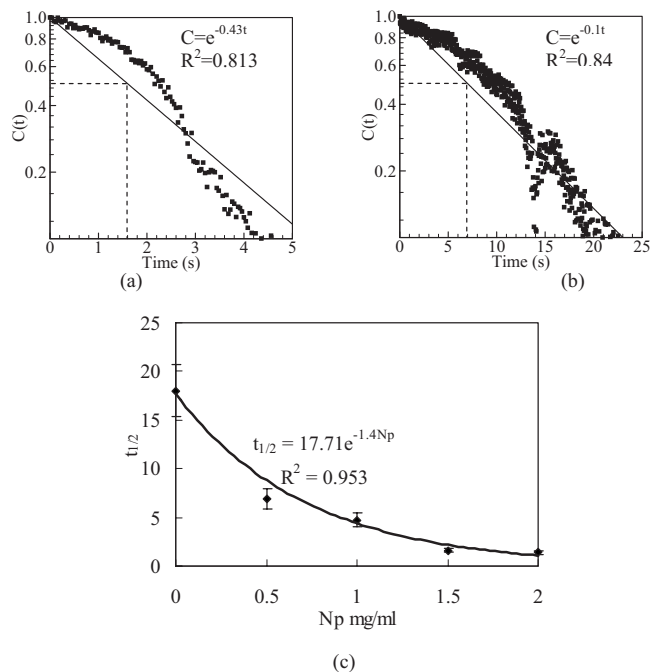 1.0
0.8
0.6
0.4
0.2
C(t)
C=e^-0.43t
R^2=0.813
0 1 2 3 4 5
Time (s)
(a)
1.0
0.8
0.6
0.4
0.2
C(t)
C=e^-0.1t
R^2=0.84
0 5 10 15 20 25
Time (s)
(b)
25
20
15
10
5
0
t1/2
t1/2 = 17.71e^-1.4Np
R^2 = 0.953
0 0.5 1 1.5 2
Np mg/ml
(c)